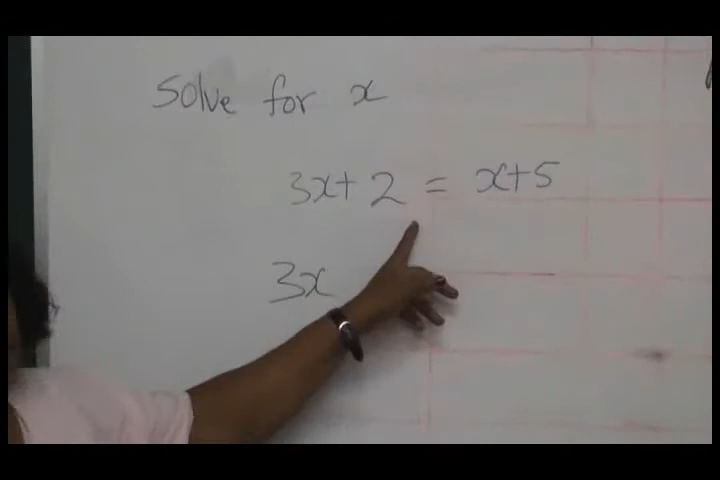 Solve for x
3x + 2 = x + 5
3x